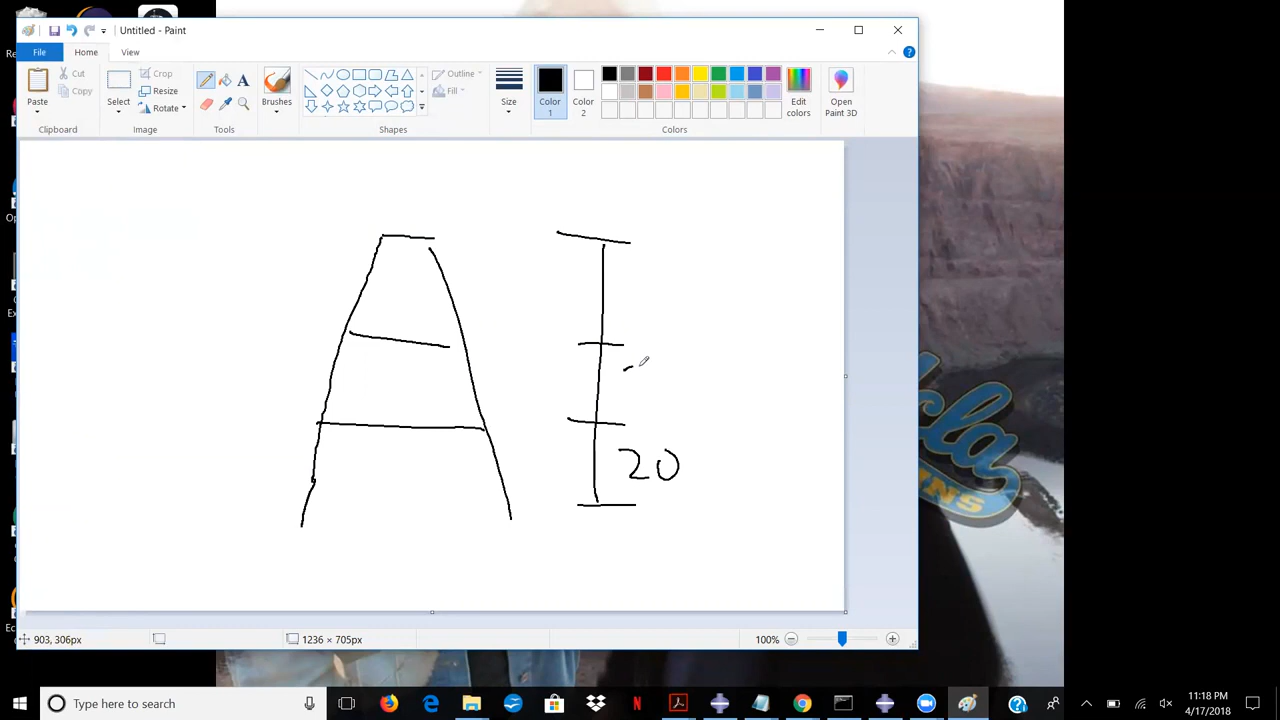 Untitled - Paint
File Home View
Paste
Cut
Copy
Clipboard
Select
Crop
Resize
Rotate
Image
Tools
Brushes
Shapes
Outline
Fill
Size
Color 1
Color 2
Colors
Edit colors
Open Paint 3D
20
903, 306px
1236 × 705px
100%
Type here to search
11:18 PM
4/17/2018